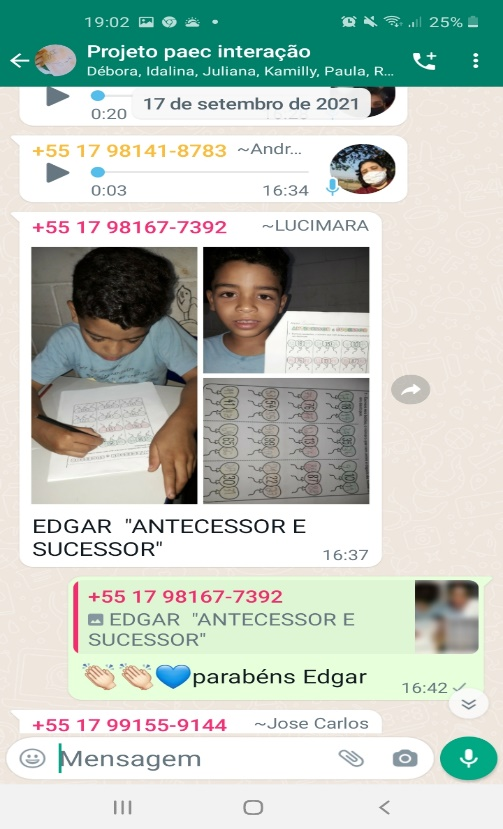 19:02
25%
Projeto paec interação
Débora, Idalina, Juliana, Kamilly, Paula, R...
0:20
17 de setembro de 2021
+55 17 98141-8783 ~Andr...
0:03 16:34
+55 17 98167-7392 ~LUCIMARA
EDGAR "ANTECESSOR E
SUCESSOR"
16:37
+55 17 98167-7392
EDGAR "ANTECESSOR E
SUCESSOR"
parabéns Edgar
16:42
+55 17 99155-9144 ~Jose Carlos
Mensagem